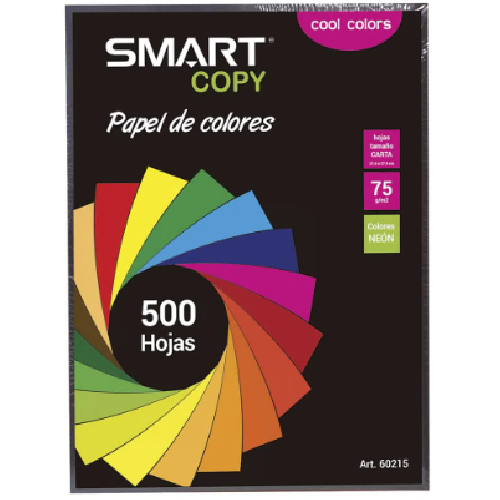 cool colors
SMART®
COPY
Papel de colores
hojas
tamaño
CARTA
75
g/m2
Colores
NEÓN
500
Hojas
Art. 60215